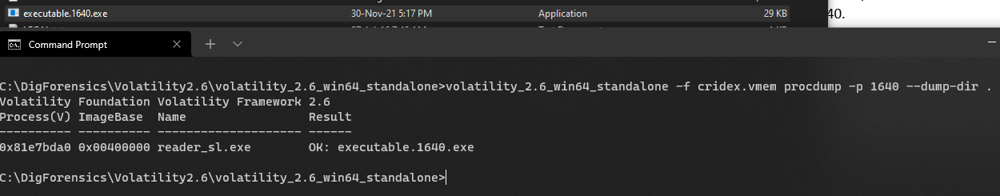 executable.1640.exe 30-Nov-21 5:17 PM Application 29 KB
40.
Command Prompt
C:\DigForensics\Volatility2.6\volatility_2.6_win64_standalone>volatility_2.6_win64_standalone -f cridex.vmem procdump -p 1640 --dump-dir .
Volatility Foundation Volatility Framework 2.6
Process(V) ImageBase  Name                 Result
---------- ---------- -------------------- ------
0x81e7bda0 0x00400000 reader_sl.exe        OK: executable.1640.exe
C:\DigForensics\Volatility2.6\volatility_2.6_win64_standalone>